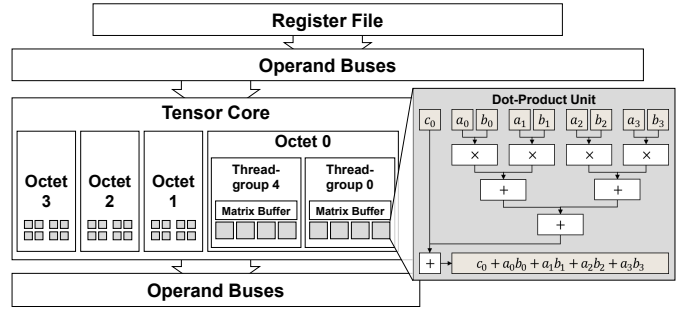 Register File
Operand Buses
Tensor Core
Octet 3
Octet 2
Octet 1
Octet 0
Thread-
group 4
Matrix Buffer
Thread-
group 0
Matrix Buffer
Dot-Product Unit
c₀ a₀ b₀ a₁ b₁ a₂ b₂ a₃ b₃
× × × ×
+ +
+
+ c₀ + a₀b₀ + a₁b₁ + a₂b₂ + a₃b₃
Operand Buses